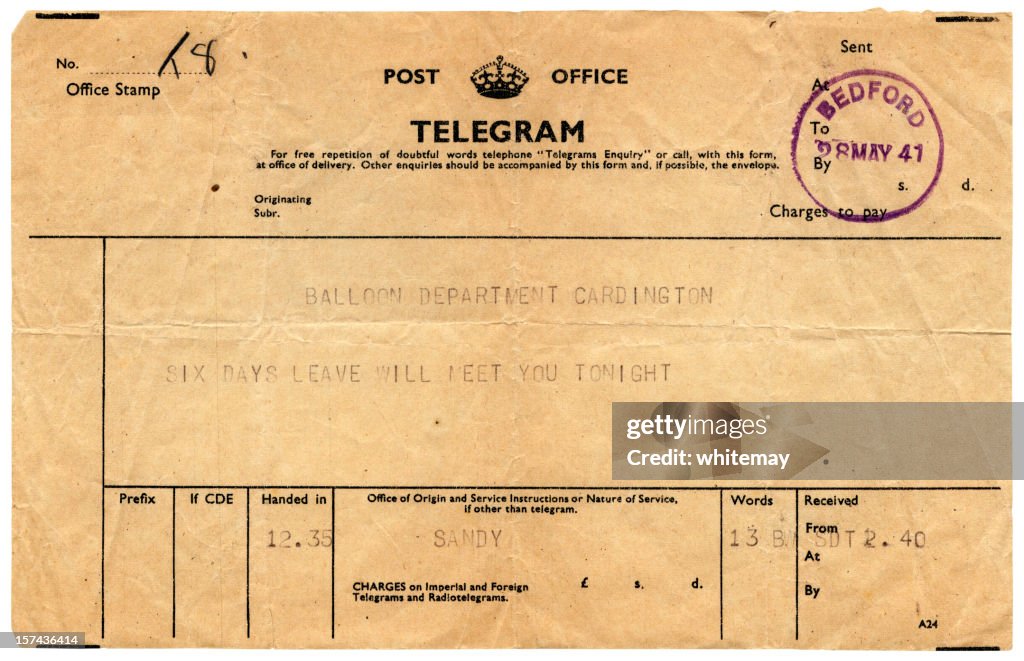 No. K8
Office Stamp
POST OFFICE
TELEGRAM
For free repetition of doubtful words telephone "Telegrams Enquiry" or call, with this form,
at office of delivery. Other enquiries should be accompanied by this form and, if possible, the envelope.
Originating
Subr.
Sent
At
To
By
s. d.
Charges to pay
BEDFORD
28 MAY 41
BALLOON DEPARTMENT CARDINGTON
SIX DAYS LEAVE WILL MEET YOU TONIGHT
gettyimages
whitemay
Prefix
If CDE
Handed in
12.35
Office of Origin and Service Instructions or Nature of Service,
if other than telegram.
SANDY
CHARGES on Imperial and Foreign
Telegrams and Radiotelegrams.
£ s. d.
Words
13
Received
From SDT 2.40
At
By
A24
157436414